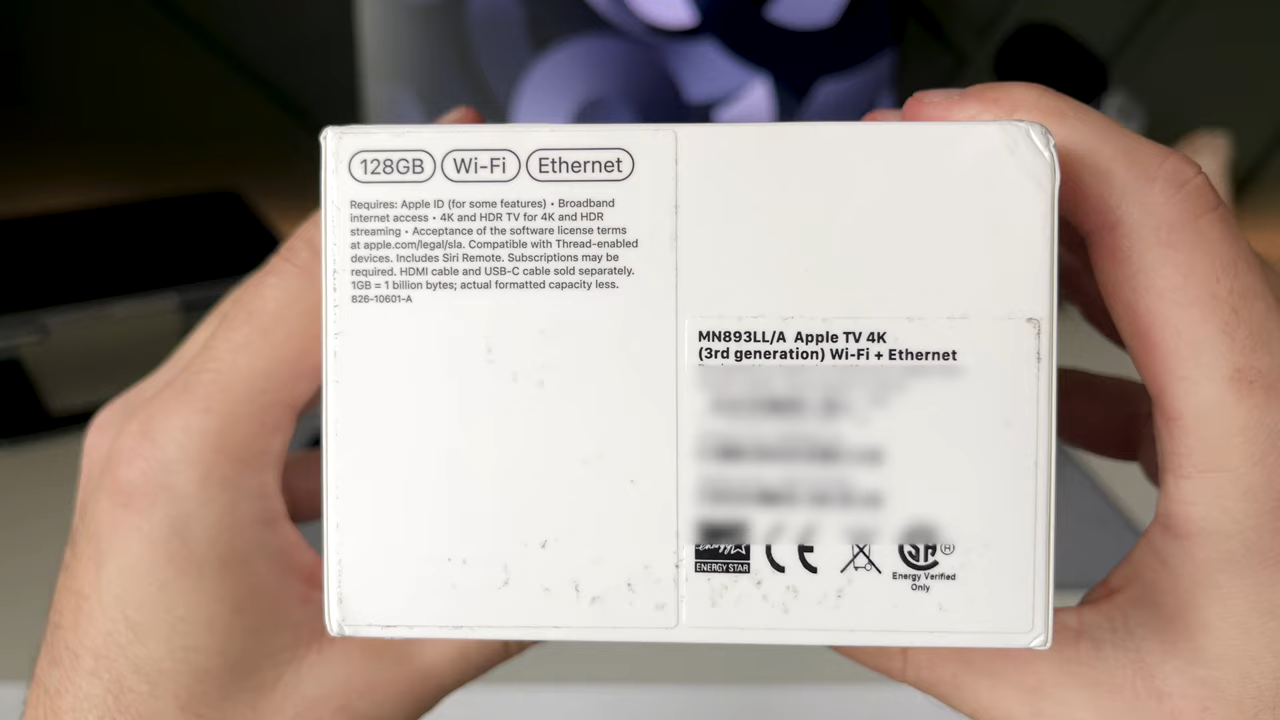 128GB Wi-Fi Ethernet
Requires: Apple ID (for some features) • Broadband
internet access • 4K and HDR TV for 4K and HDR
streaming • Acceptance of the software license terms
at apple.com/legal/sla. Compatible with Thread-enabled
devices. Includes Siri Remote. Subscriptions may be
required. HDMI cable and USB-C cable sold separately.
1GB = 1 billion bytes; actual formatted capacity less.
826-10601-A
MN893LL/A Apple TV 4K
(3rd generation) Wi-Fi + Ethernet
ENERGY STAR
CE
®
Energy Verified
Only